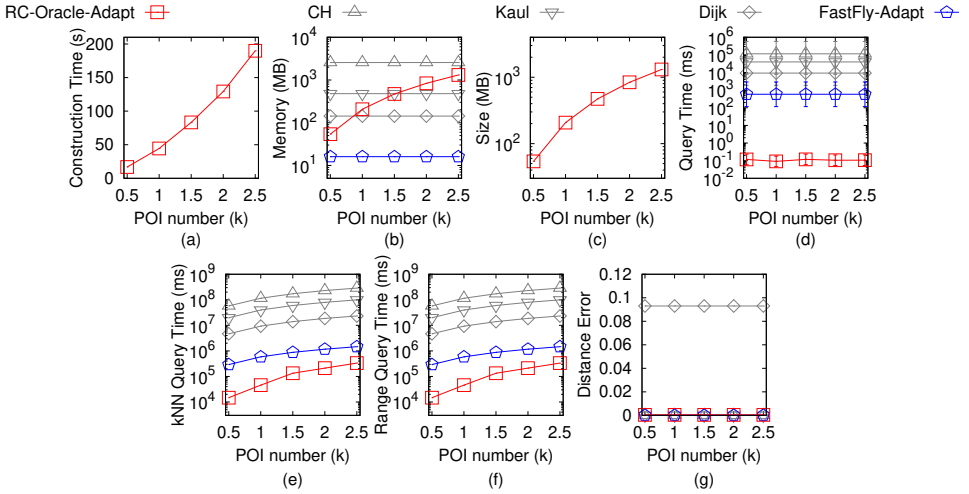 RC-Oracle-Adapt CH Kaul Dijk FastFly-Adapt
Construction Time (s)
200
150
100
50
0
0.5 1 1.5 2 2.5
POI number (k)
(a)
Memory (MB)
10^4
10^3
10^2
10^1
0.5 1 1.5 2 2.5
POI number (k)
(b)
Size (MB)
10^3
10^2
0.5 1 1.5 2 2.5
POI number (k)
(c)
Query Time (ms)
10^6
10^5
10^4
10^3
10^2
10^1
10^0
10^-1
10^-2
0.5 1 1.5 2 2.5
POI number (k)
(d)
kNN Query Time (ms)
10^9
10^8
10^7
10^6
10^5
10^4
0.5 1 1.5 2 2.5
POI number (k)
(e)
Range Query Time (ms)
10^9
10^8
10^7
10^6
10^5
10^4
0.5 1 1.5 2 2.5
POI number (k)
(f)
Distance Error
0.12
0.1
0.08
0.06
0.04
0.02
0
0.5 1 1.5 2 2.5
POI number (k)
(g)